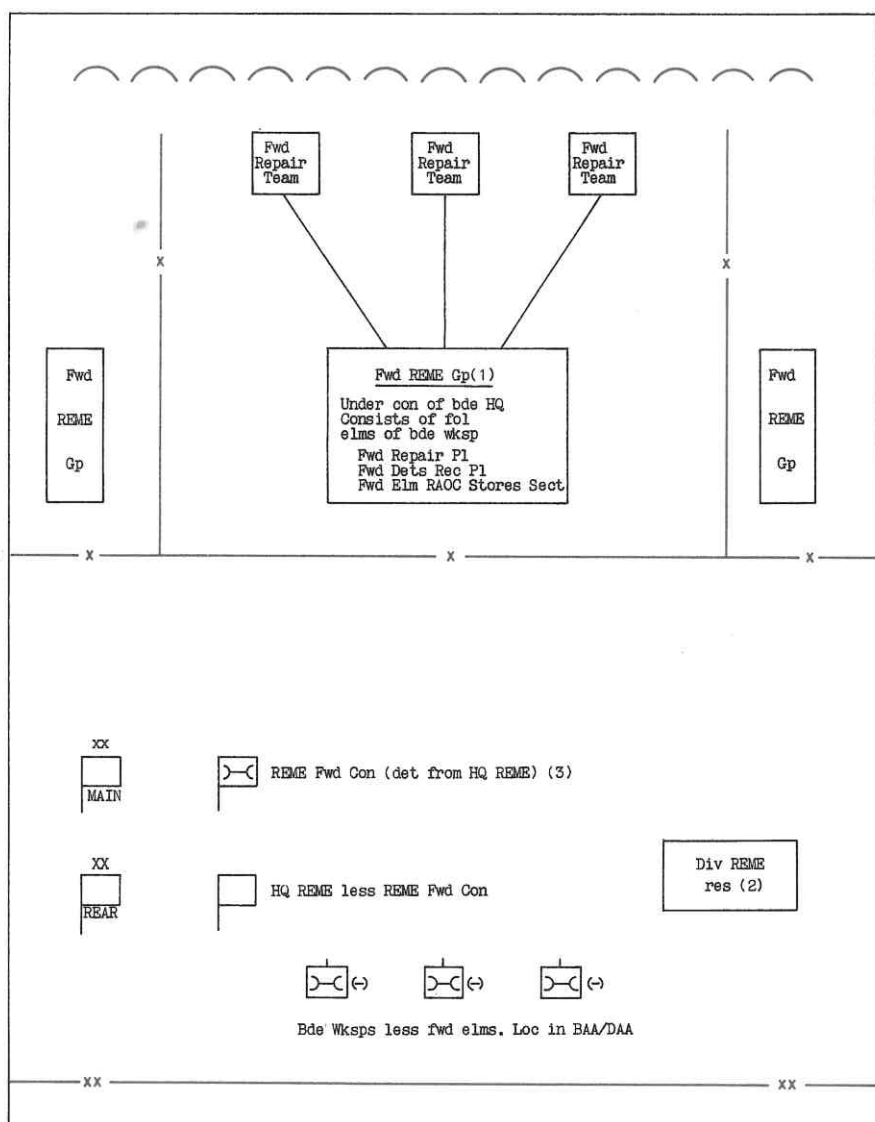 Fwd
Repair
Team
Fwd
Repair
Team
Fwd
Repair
Team
X
X
Fwd
REME
Gp
Fwd REME Gp(1)
Under con of bde HQ
Consists of fol
elms of bde wksp
Fwd Repair Pl
Fwd Dets Rec Pl
Fwd Elm RAOC Stores Sect
Fwd
REME
Gp
X
X
X
XX
MAIN
REME Fwd Con (det from HQ REME) (3)
XX
REAR
HQ REME less REME Fwd Con
Div REME
res (2)
(-)
(-)
(-)
Bde Wksps less fwd elms. Loc in BAA/DAA
XX
XX